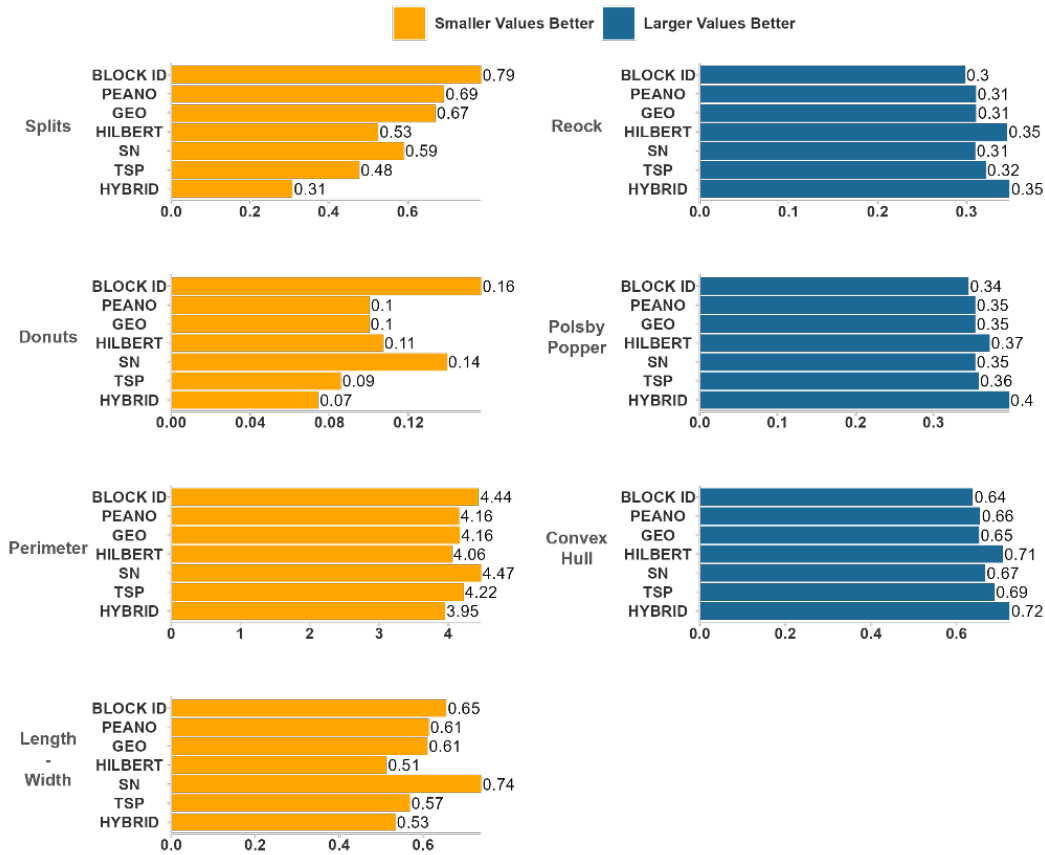 Smaller Values Better Larger Values Better
Splits
BLOCK ID 0.79
PEANO 0.69
GEO 0.67
HILBERT 0.53
SN 0.59
TSP 0.48
HYBRID 0.31
0.0 0.2 0.4 0.6
Reock
BLOCK ID 0.3
PEANO 0.31
GEO 0.31
HILBERT 0.35
SN 0.31
TSP 0.32
HYBRID 0.35
0.0 0.1 0.2 0.3
Donuts
BLOCK ID 0.16
PEANO 0.1
GEO 0.1
HILBERT 0.11
SN 0.14
TSP 0.09
HYBRID 0.07
0.00 0.04 0.08 0.12
Polsby
Popper
BLOCK ID 0.34
PEANO 0.35
GEO 0.35
HILBERT 0.37
SN 0.35
TSP 0.36
HYBRID 0.4
0.0 0.1 0.2 0.3
Perimeter
BLOCK ID 4.44
PEANO 4.16
GEO 4.16
HILBERT 4.06
SN 4.47
TSP 4.22
HYBRID 3.95
0 1 2 3 4
Convex
Hull
BLOCK ID 0.64
PEANO 0.66
GEO 0.65
HILBERT 0.71
SN 0.67
TSP 0.69
HYBRID 0.72
0.0 0.2 0.4 0.6
Length
-
Width
BLOCK ID 0.65
PEANO 0.61
GEO 0.61
HILBERT 0.51
SN 0.74
TSP 0.57
HYBRID 0.53
0.0 0.2 0.4 0.6